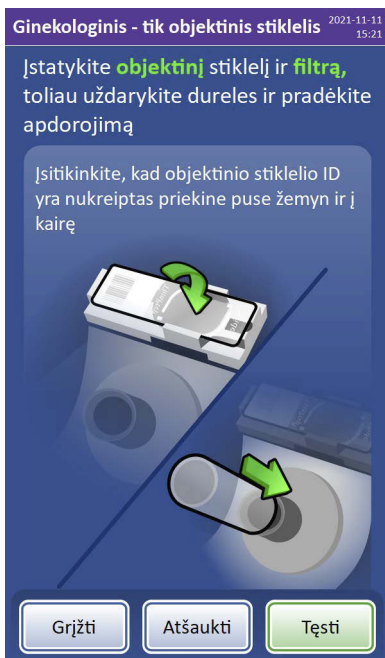 Ginekologinis - tik objektinis stiklelis
2021-11-11
15:21
Įstatykite objektinį stiklelį ir filtrą,
toliau uždarykite dureles ir pradėkite
apdorojimą
Įsitikinkite, kad objektinio stiklelio ID
yra nukreiptas priekine puse žemyn ir į
kairę
Grįžti
Atšaukti
Tęsti